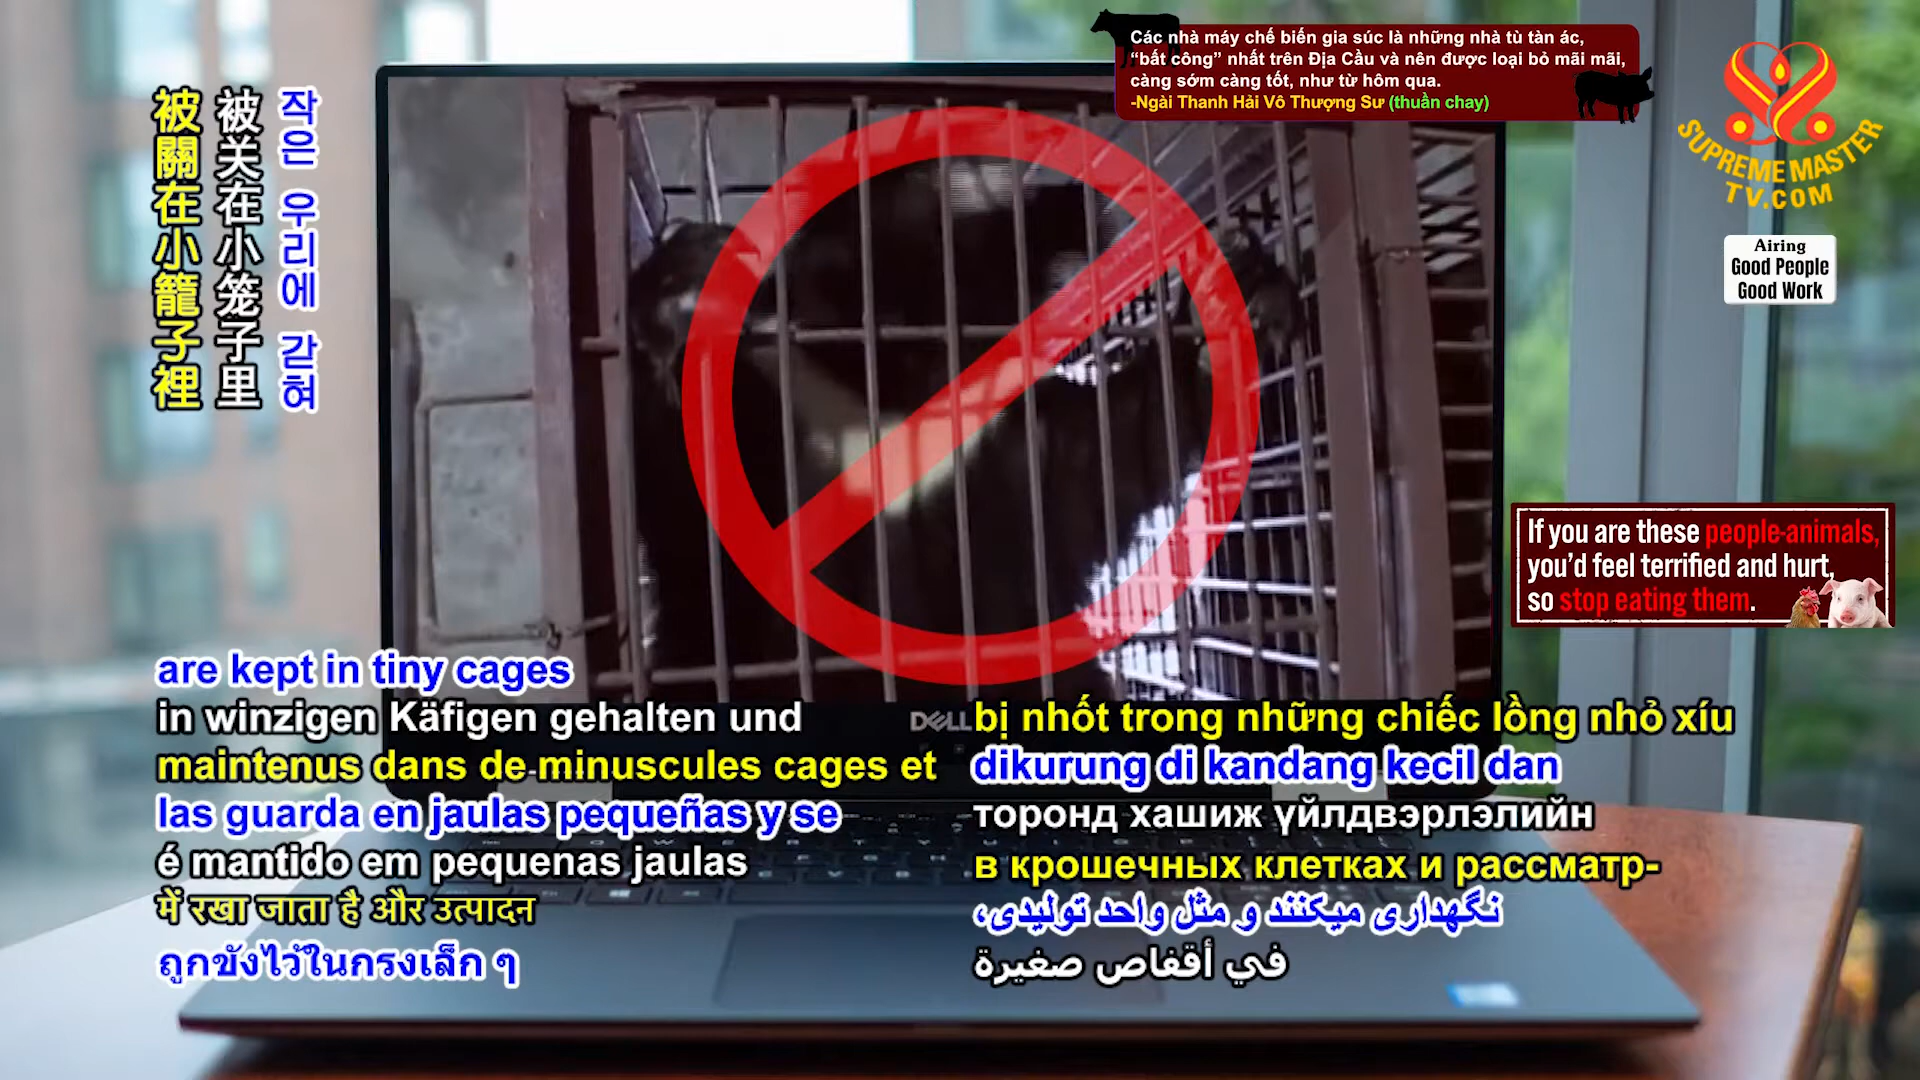 Các nhà máy chế biến gia súc là những nhà tù tàn ác,
“bất công” nhất trên Địa Cầu và nên được loại bỏ mãi mãi,
càng sớm càng tốt, như từ hôm qua.
-Ngài Thanh Hải Vô Thượng Sư (thuần chay)
SUPREME MASTER
TV.COM
Airing
Good People
Good Work
被關在小籠子裡
被关在小笼子里
작은 우리에 갇혀
If you are these people-animals,
you’d feel terrified and hurt,
so stop eating them.
are kept in tiny cages
in winzigen Käfigen gehalten und
maintenus dans de minuscules cages et
las guarda en jaulas pequeñas y se
é mantido em pequenas jaulas
में रखा जाता है और उत्पादन
ถูกขังไว้ในกรงเล็ก ๆ
DELL
bị nhốt trong những chiếc lồng nhỏ xíu
dikurung di kandang kecil dan
торонд хашиж үйлдвэрлэлийн
в крошечных клетках и рассматр-
نگهداری میکنند و مثل واحد تولیدی،
في أقفاص صغيرة